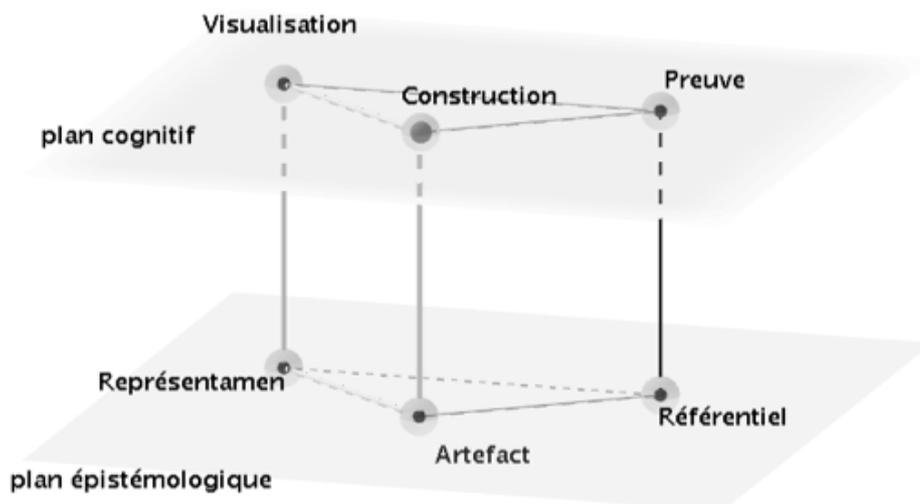 Visualisation
Preuve
Construction
plan cognitif
Représentamen
Référentiel
Artefact
plan épistémologique